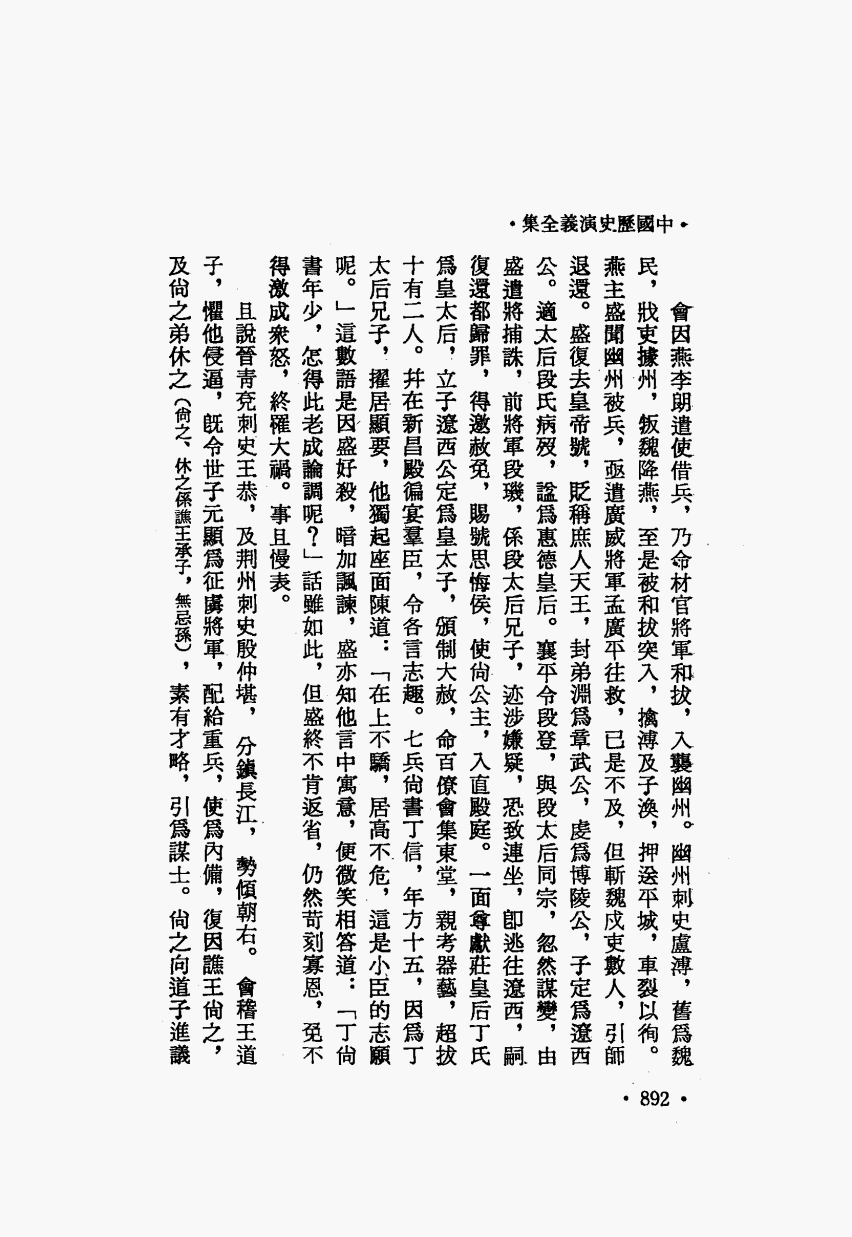 ・中國歷史演義全集・
會因燕李朗遣使借兵，乃命材官將軍和拔，入襲幽州。幽州刺史盧溥，舊爲魏
民，戕吏據州，叛魏降燕，至是被和拔突入，擒溥及子渙，押送平城，車裂以徇。
燕主盛聞幽州被兵，亟遣廣威將軍孟廣平往救，已是不及，但斬魏戍吏數人，引師
退還。盛復去皇帝號，貶稱庶人天王，封弟淵爲章武公，虔爲博陵公，子定爲遼西
公。適太后段氏病歿，諡爲惠德皇后。襄平令段登，與段太后同宗，忽然謀變，由
盛遣將捕誅，前將軍段璣，係段太后兄子，迹涉嫌疑，恐致連坐，卽逃往遼西，嗣
復還都歸罪，得邀赦免，賜號思悔侯，使尙公主，入直殿庭。一面尊獻莊皇后丁氏
爲皇太后，立子遼西公定爲皇太子，頒制大赦，命百僚會集東堂，親考器藝，超拔
十有二人。幷在新昌殿徧宴羣臣，令各言志趣。七兵尙書丁信，年方十五，因爲丁
太后兄子，擢居顯要，他獨起座面陳道：「在上不驕，居高不危，這是小臣的志願
呢。」這數語是因盛好殺，暗加諷諫，盛亦知他言中寓意，便微笑相答道：「丁尙
書年少，怎得此老成論調呢？」話雖如此，但盛終不肯返省，仍然苛刻寡恩，免不
得激成衆怒，終罹大禍。事且慢表。
且說晉靑兗刺史王恭，及荆州刺史殷仲堪，分鎭長江，勢傾朝右。會稽王道
子，懼他侵逼，旣令世子元顯爲征虜將軍，配給重兵，使爲內備，復因譙王尙之，
及尙之弟休之（尙之、休之係譙王承子，無忌孫），素有才略，引爲謀士。尙之向道子進議
・892・